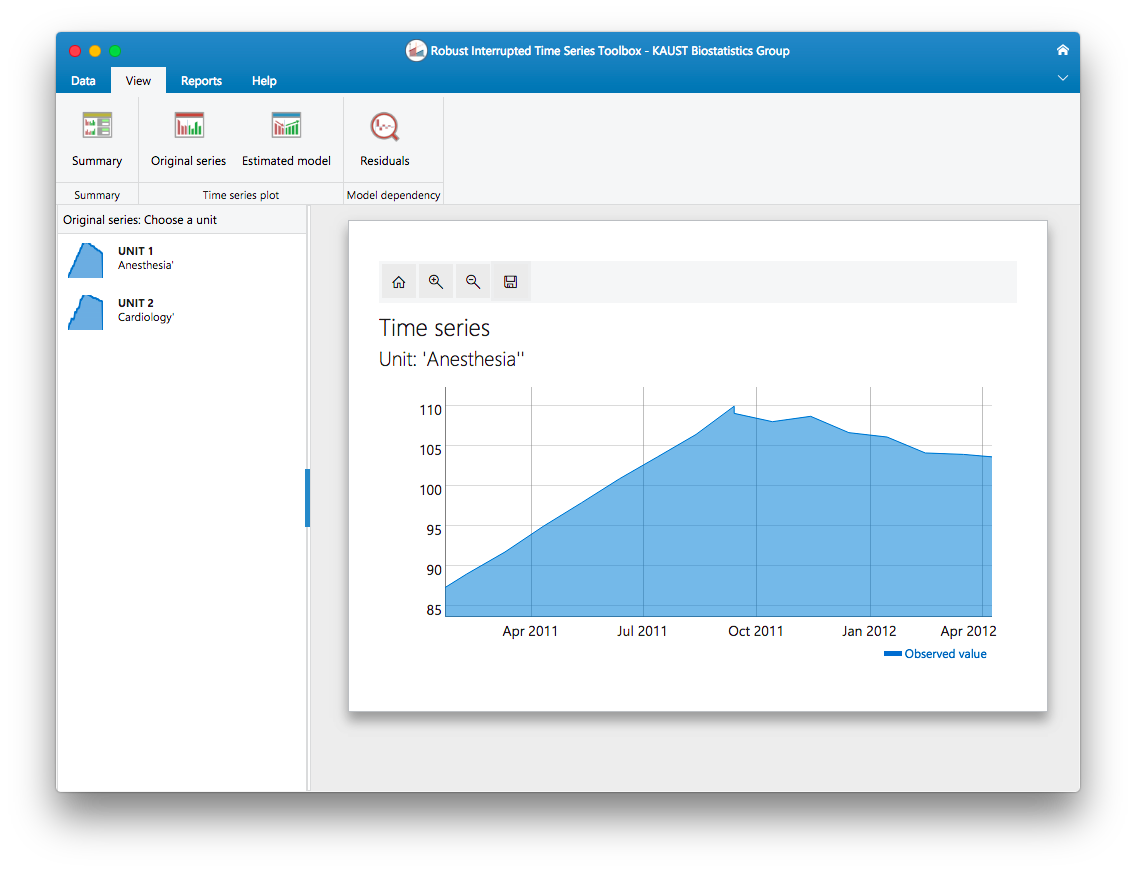 Robust Interrupted Time Series Toolbox - KAUST Biostatistics Group
Data View Reports Help
Summary Original series Estimated model Residuals
Summary Time series plot Model dependency
Original series: Choose a unit
UNIT 1
Anesthesia'
UNIT 2
Cardiology'
Time series
Unit: 'Anesthesia''
110
105
100
95
90
85
Apr 2011 Jul 2011 Oct 2011 Jan 2012 Apr 2012
Observed value